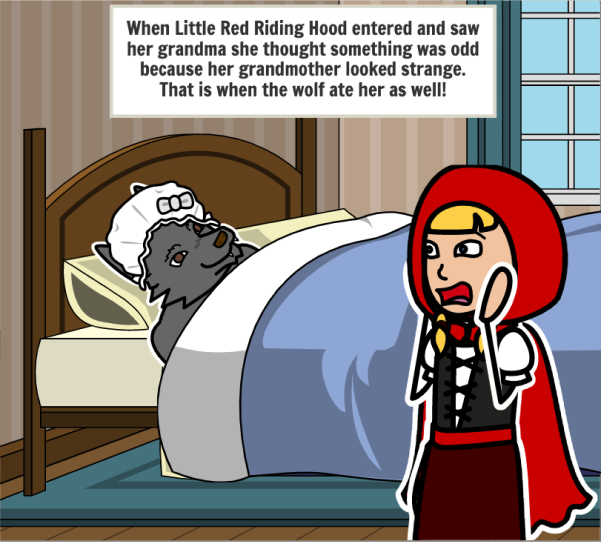 When Little Red Riding Hood entered and saw
her grandma she thought something was odd
because her grandmother looked strange.
That is when the wolf ate her as well!